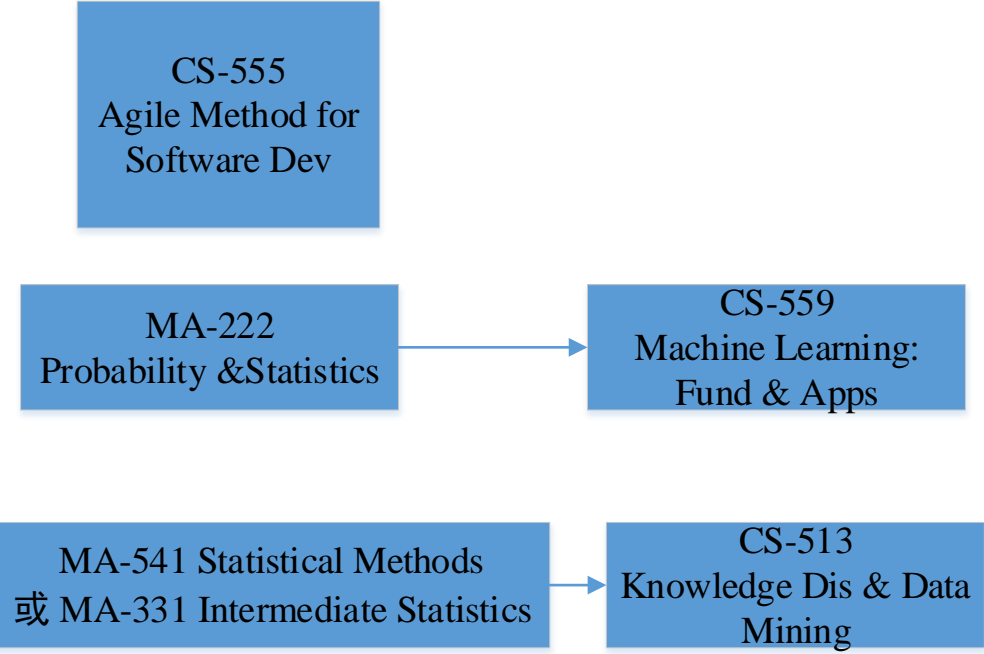 CS-555
Agile Method for
Software Dev
MA-222
Probability &Statistics
CS-559
Machine Learning:
Fund & Apps
MA-541 Statistical Methods
或 MA-331 Intermediate Statistics
CS-513
Knowledge Dis & Data
Mining